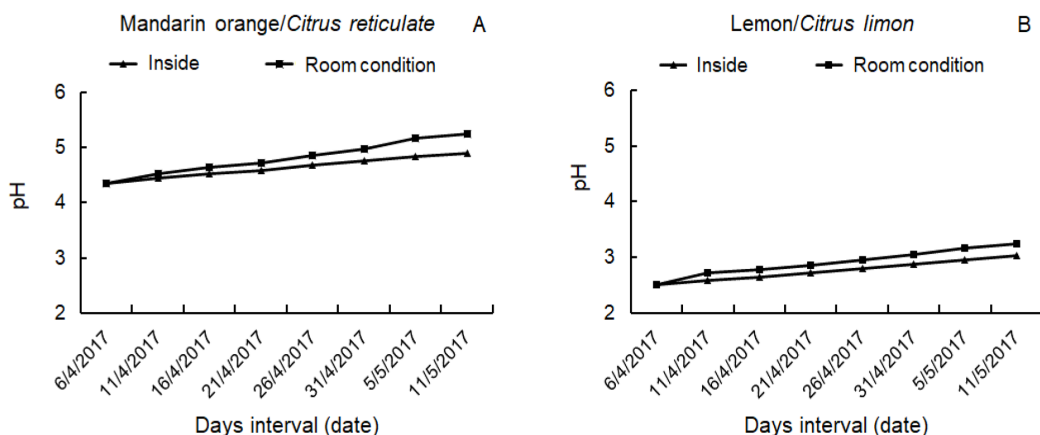 Mandarin orange/Citrus reticulate A
Inside Room condition
6
5
4
3
2
pH
6/4/2017 11/4/2017 16/4/2017 21/4/2017 26/4/2017 31/4/2017 5/5/2017 11/5/2017
Days interval (date)
Lemon/Citrus limon B
Inside Room condition
6
5
4
3
2
pH
6/4/2017 11/4/2017 16/4/2017 21/4/2017 26/4/2017 31/4/2017 5/5/2017 11/5/2017
Days interval (date)